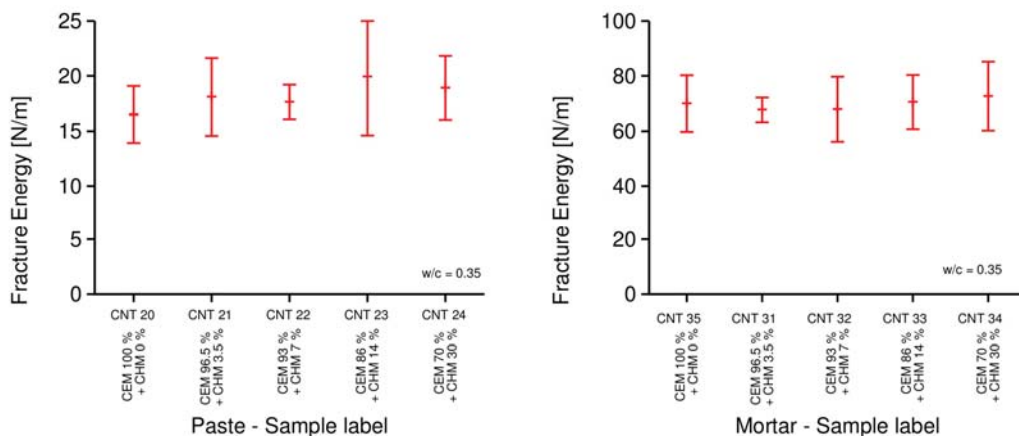 Fracture Energy [N/m]
25
20
15
10
5
0
w/c = 0.35
CNT 20
CNT 21
CNT 22
CNT 23
CNT 24
CEM 100 %
+ CHM 0 %
CEM 96.5 %
+ CHM 3.5 %
CEM 93 %
+ CHM 7 %
CEM 86 %
+ CHM 14 %
CEM 70 %
+ CHM 30 %
Paste - Sample label
Fracture Energy [N/m]
100
80
60
40
20
0
w/c = 0.35
CNT 35
CNT 31
CNT 32
CNT 33
CNT 34
CEM 100 %
+ CHM 0 %
CEM 96.5 %
+ CHM 3.5 %
CEM 93 %
+ CHM 7 %
CEM 86 %
+ CHM 14 %
CEM 70 %
+ CHM 30 %
Mortar - Sample label